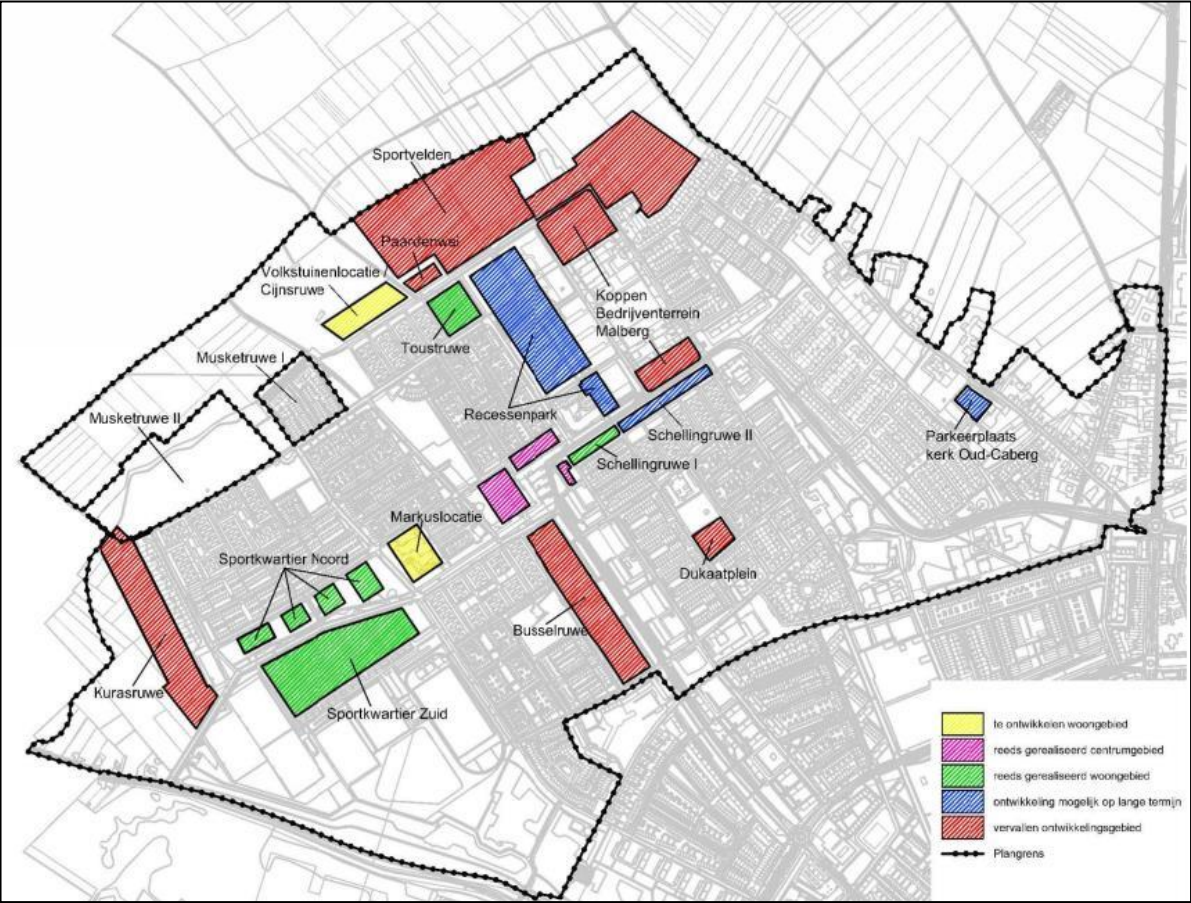 Sportvelden
Paardenwei
Volkstuinenlocatie /
Cijnsruwe
Koppen
Bedrijventerrein
Malberg
Toustruwe
Musketruwe I
Recessenpark
Musketruwe II
Schellingruwe II
Parkeerplaats
kerk Oud-Caberg
Schellingruwe I
Markuslocatie
Sportkwartier Noord
Dukaatplein
Busselruwe
Kurasruwe
Sportkwartier Zuid
te ontwikkelen woongebied
reeds gerealiseerd centrumgebied
reeds gerealiseerd woongebied
ontwikkeling mogelijk op lange termijn
vervallen ontwikkelingsgebied
Plangrens